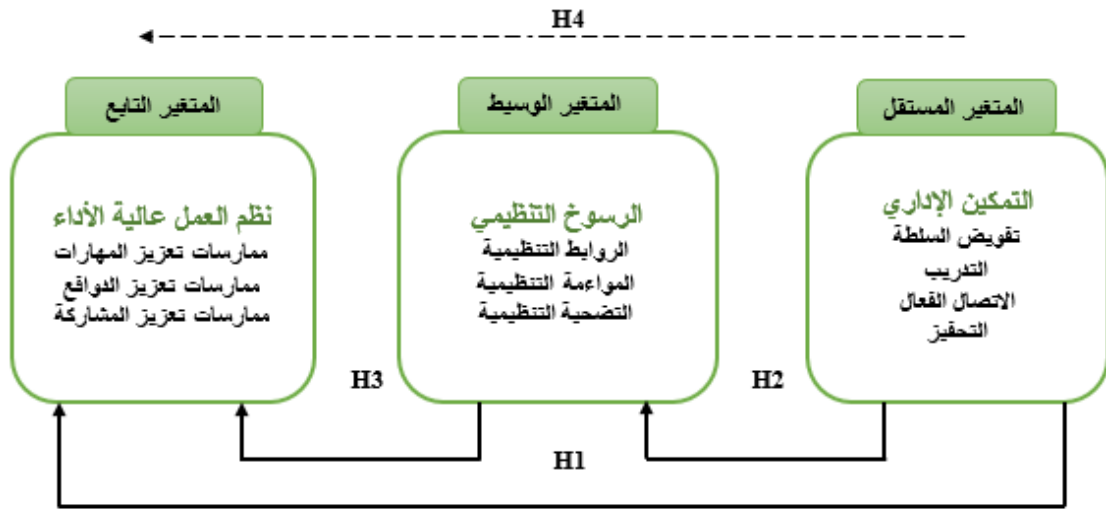 H4
المتغير المستقل
المتغير الوسيط
المتغير التابع
التمكين الإداري
تفويض السلطة
التدريب
الاتصال الفعال
التحفيز
الرسوخ التنظيمي
الروابط التنظيمية
المواءمة التنظيمية
التضحية التنظيمية
نظم العمل عالية الأداء
ممارسات تعزيز المهارات
ممارسات تعزيز الدوافع
ممارسات تعزيز المشاركة
H2
H3
H1